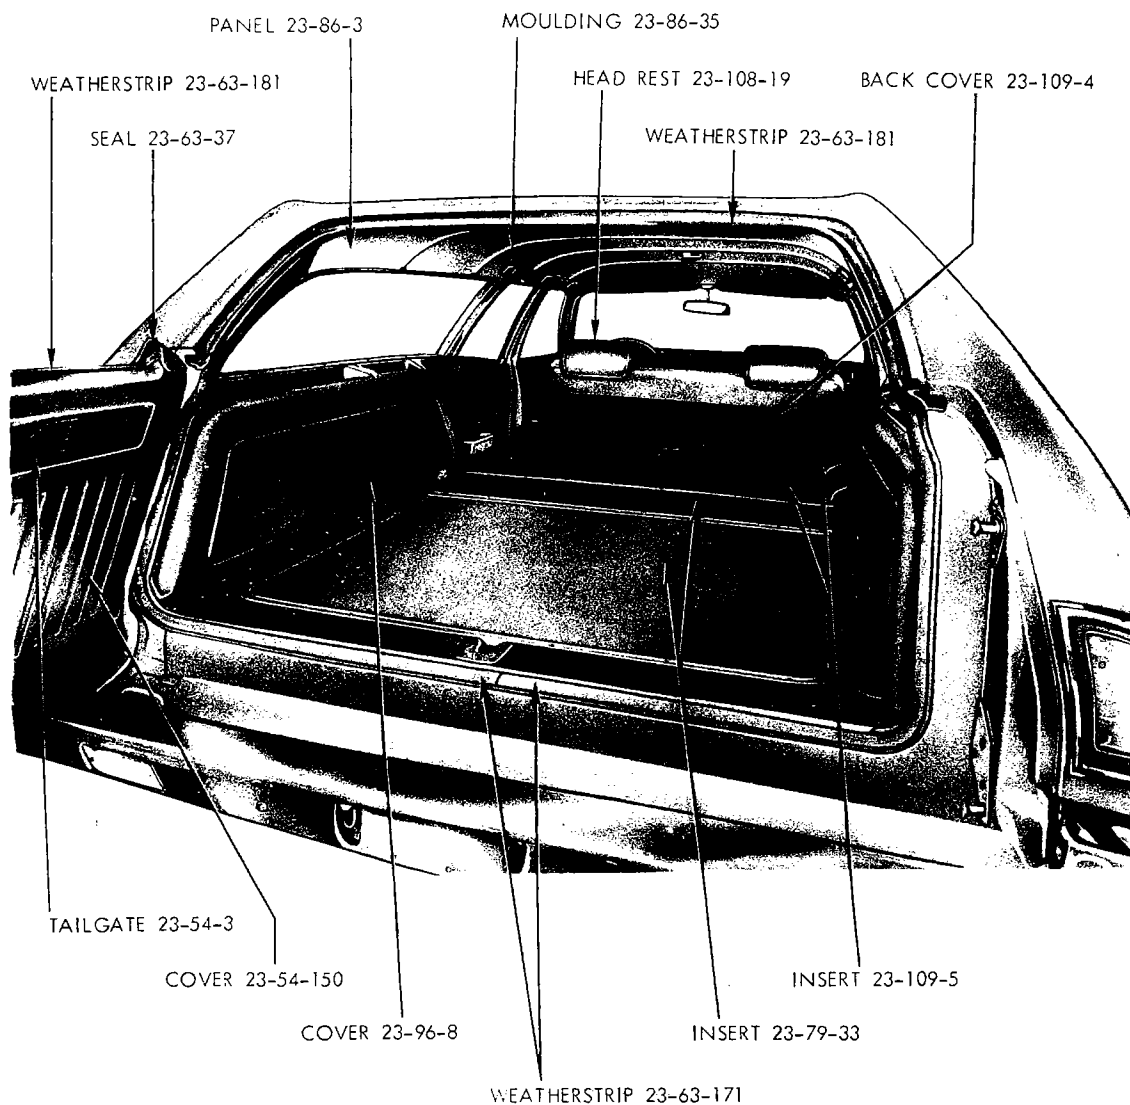 PANEL 23-86-3
MOULDING 23-86-35
WEATHERSTRIP 23-63-181
HEAD REST 23-108-19
BACK COVER 23-109-4
SEAL 23-63-37
WEATHERSTRIP 23-63-181
TAILGATE 23-54-3
COVER 23-54-150
INSERT 23-109-5
COVER 23-96-8
INSERT 23-79-33
WEATHERSTRIP 23-63-171